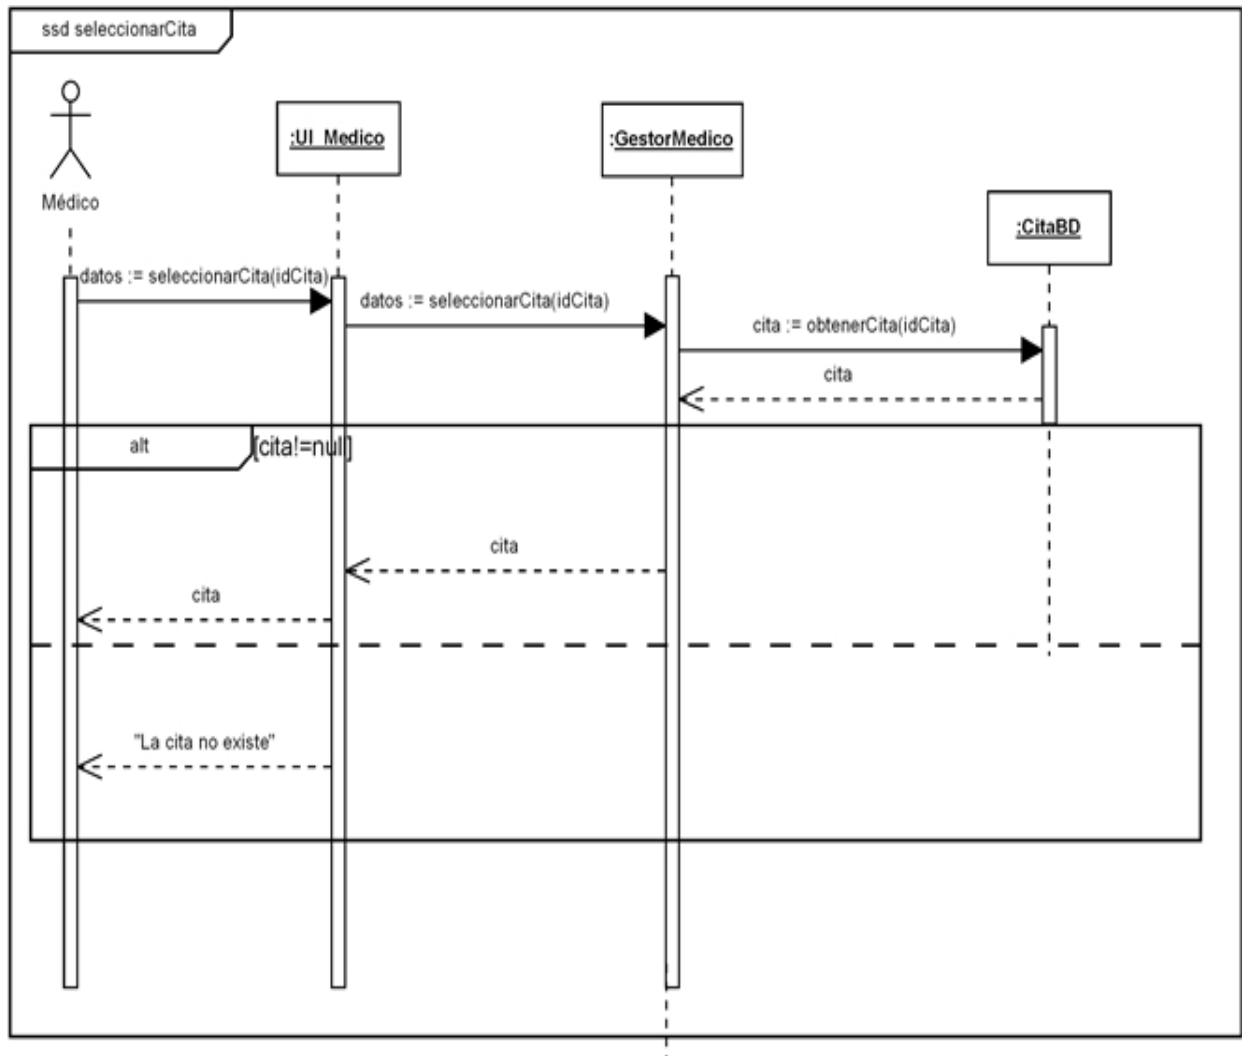 ssd seleccionarCita
:UI_Medico
:GestorMedico
Médico
:CitaBD
datos := seleccionarCita(idCita)
datos := seleccionarCita(idCita)
cita := obtenerCita(idCita)
cita
alt
[cita!=null]
cita
cita
"La cita no existe"